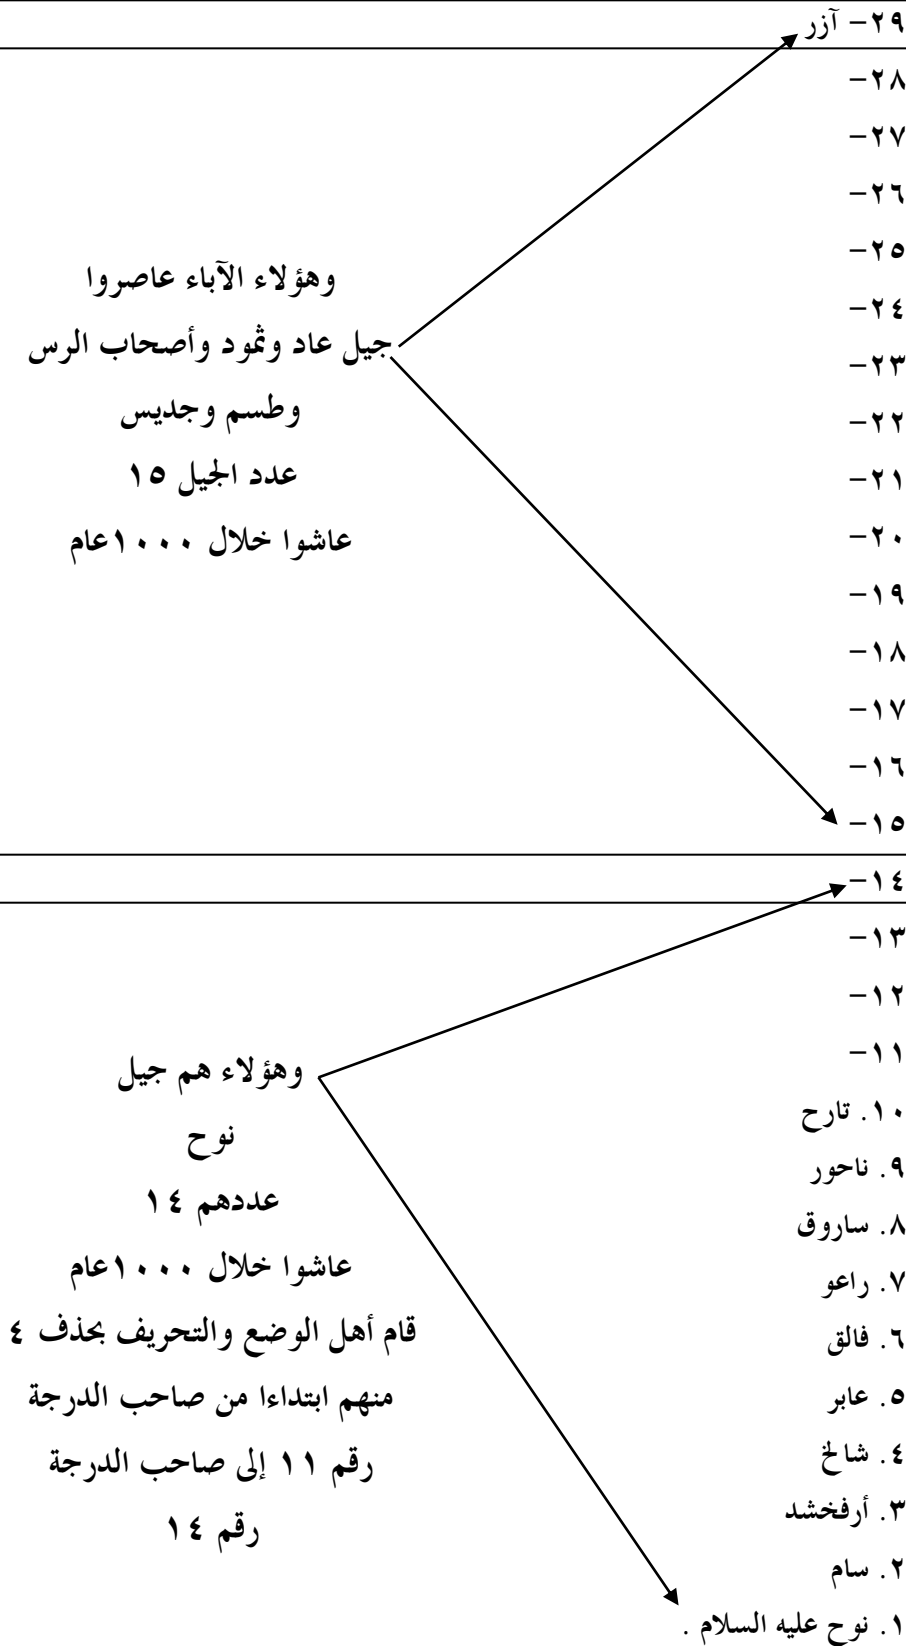 ٢٩- آزر
٢٨-
٢٧-
٢٦-
٢٥-
٢٤-
٢٣-
٢٢-
٢١-
٢٠-
١٩-
١٨-
١٧-
١٦-
١٥-
وهؤلاء الآباء عاصروا
جيل عاد وثمود وأصحاب الرس
وطسم وجديس
عدد الجيل ١٥
عاشوا خلال ١٠٠٠عام
١٤-
١٣-
١٢-
١١-
١٠. تارح
٩. ناحور
٨. ساروق
٧. راعو
٦. فالق
٥. عابر
٤. شالخ
٣. أرفخشد
٢. سام
١. نوح عليه السلام .
وهؤلاء هم جيل
نوح
عددهم ١٤
عاشوا خلال ١٠٠٠عام
قام أهل الوضع والتحريف بحذف ٤
منهم ابتداءا من صاحب الدرجة
رقم ١١ إلى صاحب الدرجة
رقم ١٤